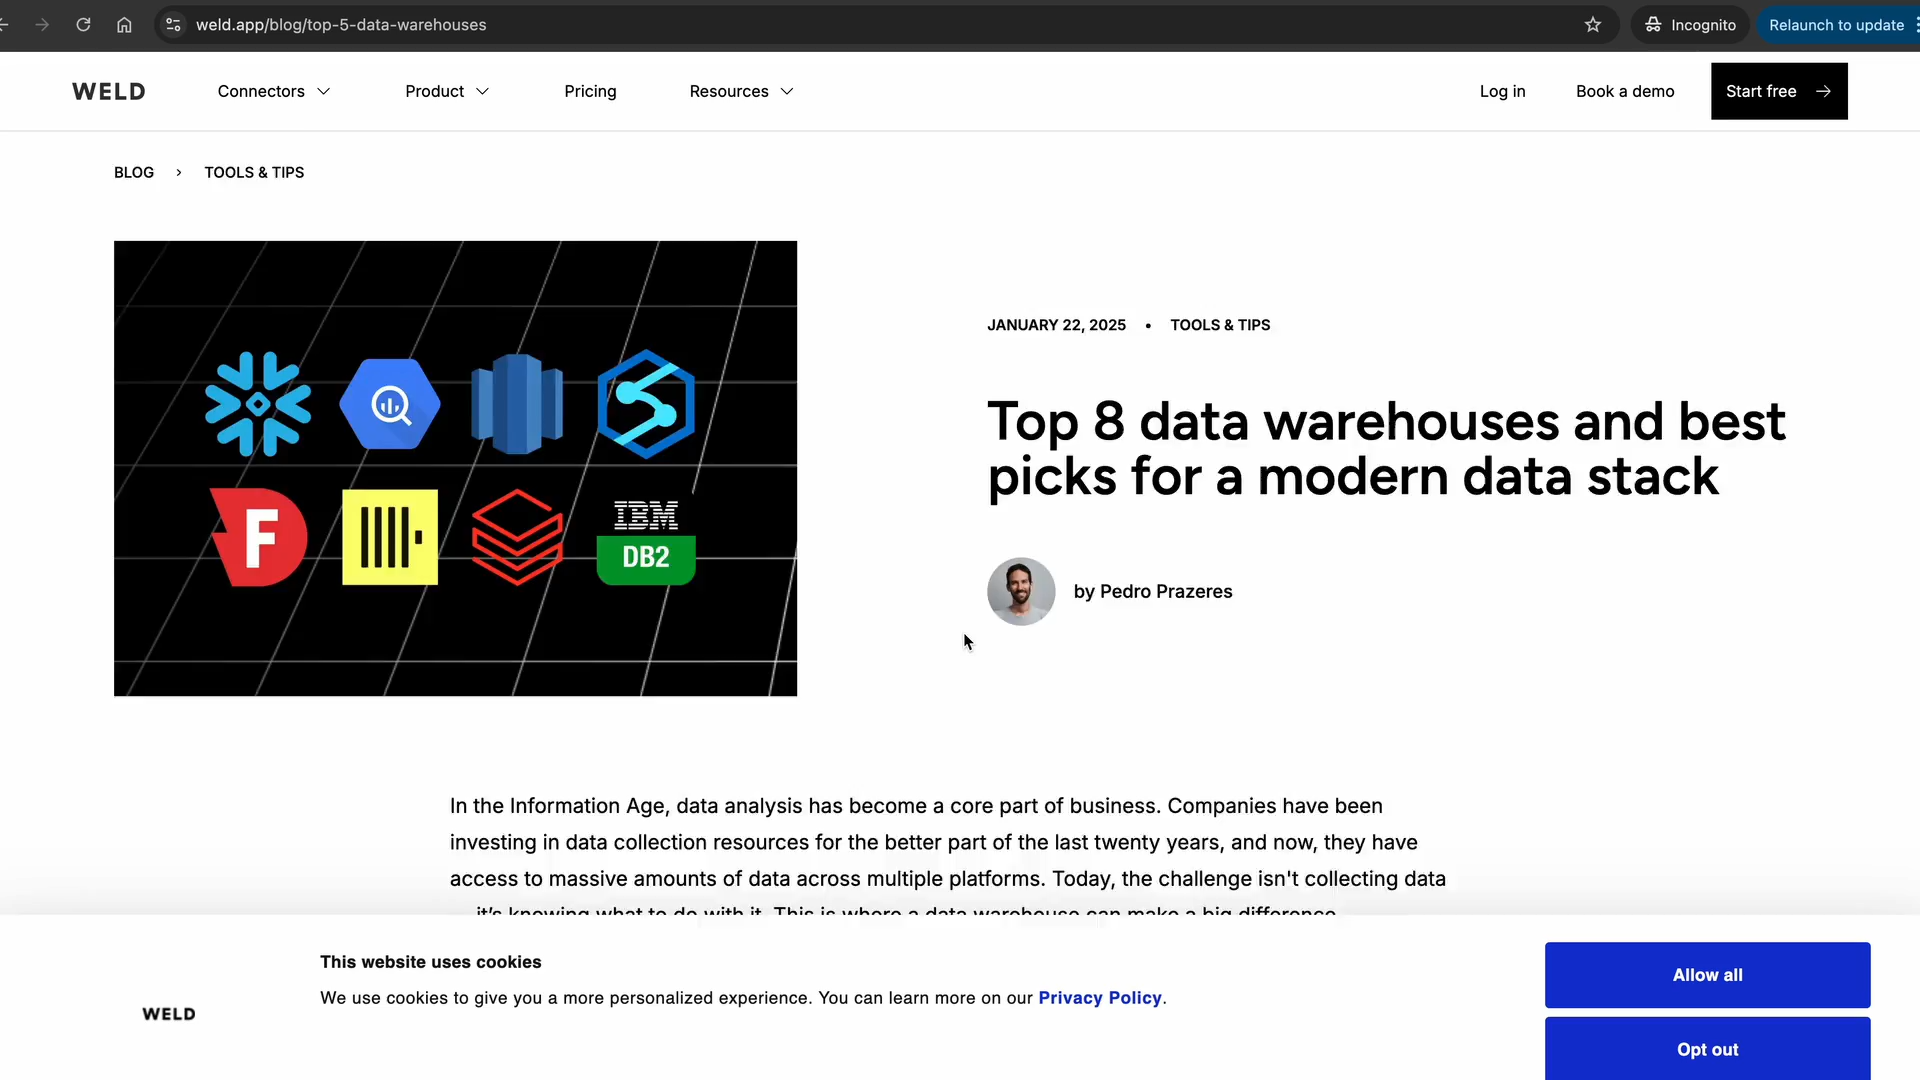 weld.app/blog/top-5-data-warehouses
Incognito
Relaunch to update
WELD
Connectors
Product
Pricing
Resources
Log in
Book a demo
Start free
BLOG
TOOLS & TIPS
F
IBM
DB2
JANUARY 22, 2025 • TOOLS & TIPS
Top 8 data warehouses and best
picks for a modern data stack
by Pedro Prazeres
In the Information Age, data analysis has become a core part of business. Companies have been
investing in data collection resources for the better part of the last twenty years, and now, they have
access to massive amounts of data across multiple platforms. Today, the challenge isn't collecting data
it's knowing what to do with it. This is where a data warehouse can make a big difference.
This website uses cookies
We use cookies to give you a more personalized experience. You can learn more on our Privacy Policy.
WELD
Allow all
Opt out